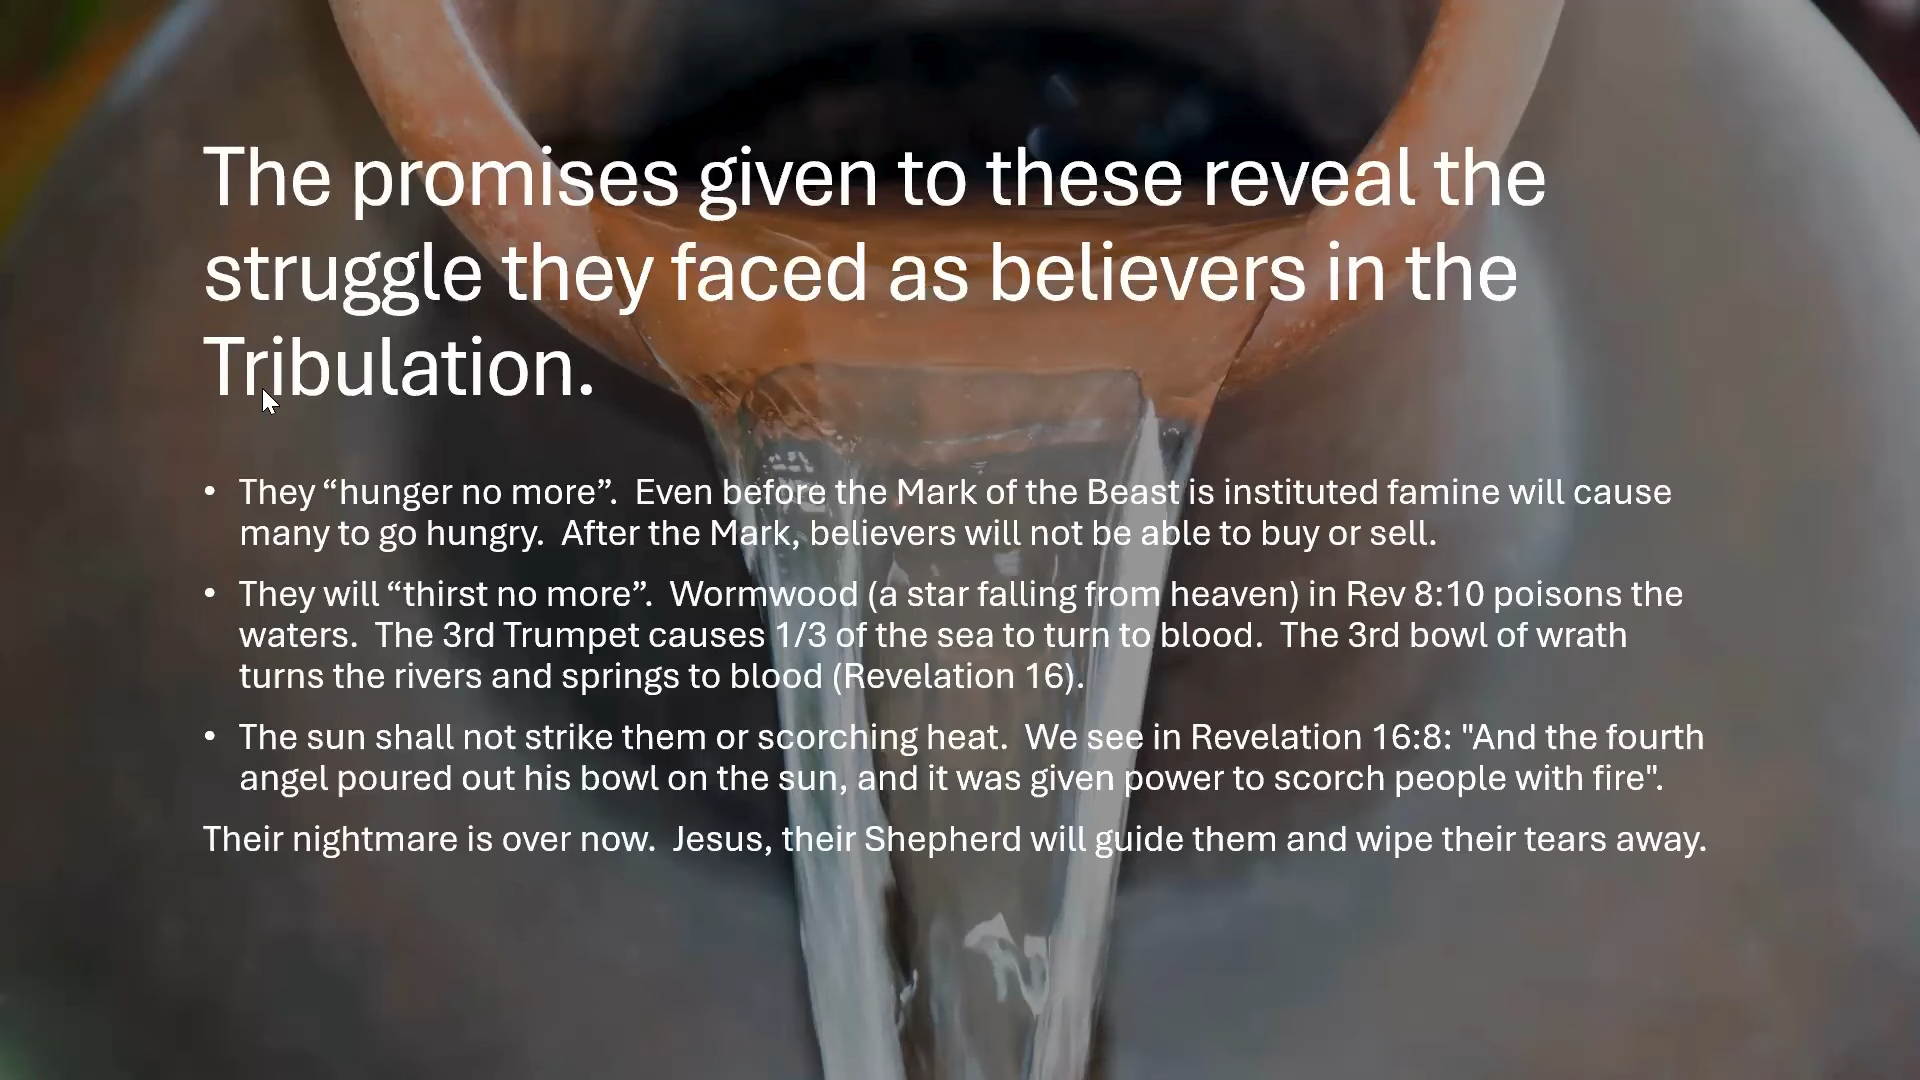 The promises given to these reveal the
struggle they faced as believers in the
Tribulation.
• They “hunger no more”.  Even before the Mark of the Beast is instituted famine will cause
many to go hungry.  After the Mark, believers will not be able to buy or sell.
• They will “thirst no more”.  Wormwood (a star falling from heaven) in Rev 8:10 poisons the
waters.  The 3rd Trumpet causes 1/3 of the sea to turn to blood.  The 3rd bowl of wrath
turns the rivers and springs to blood (Revelation 16).
• The sun shall not strike them or scorching heat.  We see in Revelation 16:8: "And the fourth
angel poured out his bowl on the sun, and it was given power to scorch people with fire".
Their nightmare is over now.  Jesus, their Shepherd will guide them and wipe their tears away.